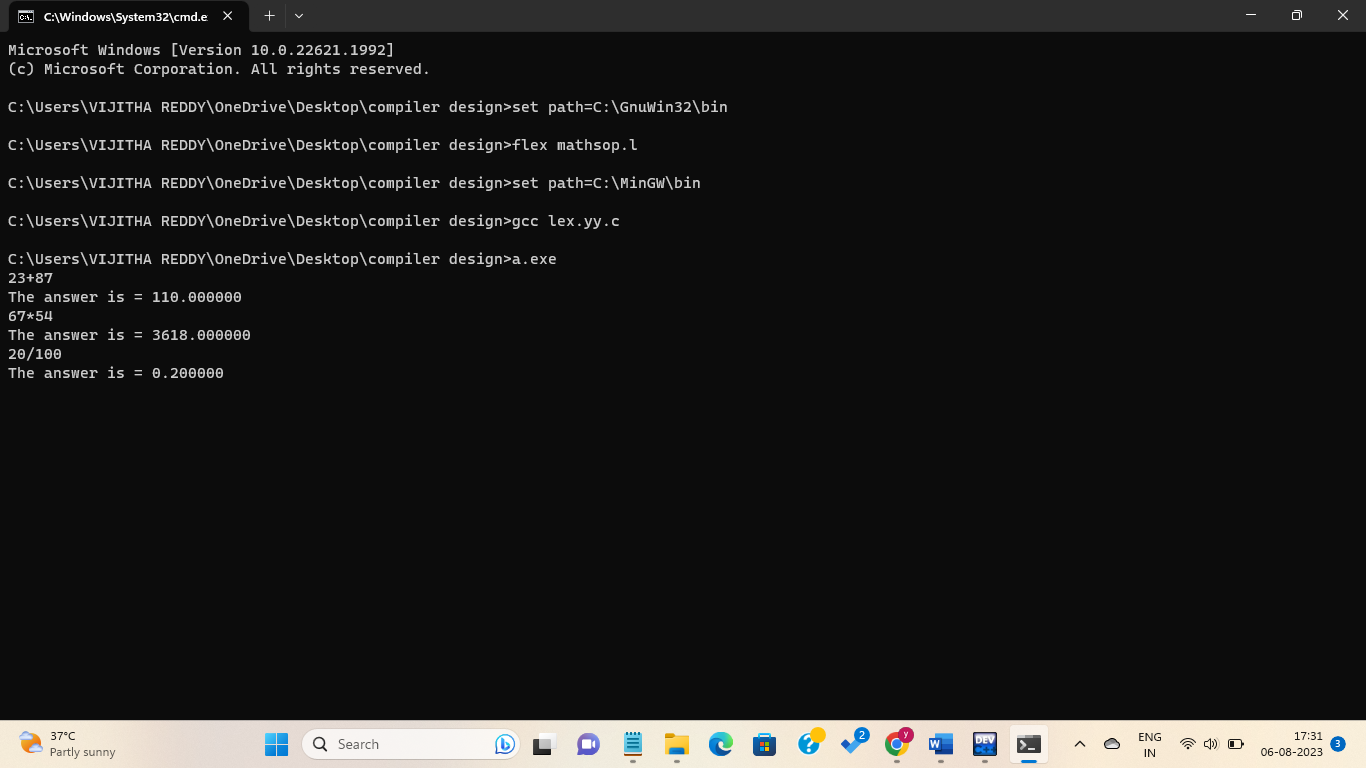 C:\Windows\System32\cmd.e
Microsoft Windows [Version 10.0.22621.1992]
(c) Microsoft Corporation. All rights reserved.
C:\Users\VIJITHA REDDY\OneDrive\Desktop\compiler design>set path=C:\GnuWin32\bin
C:\Users\VIJITHA REDDY\OneDrive\Desktop\compiler design>flex mathsop.l
C:\Users\VIJITHA REDDY\OneDrive\Desktop\compiler design>set path=C:\MinGW\bin
C:\Users\VIJITHA REDDY\OneDrive\Desktop\compiler design>gcc lex.yy.c
C:\Users\VIJITHA REDDY\OneDrive\Desktop\compiler design>a.exe
23+87
The answer is = 110.000000
67*54
The answer is = 3618.000000
20/100
The answer is = 0.200000
37°C
Partly sunny
Search
2
y
W
DEV
ENG
IN
17:31
06-08-2023
3